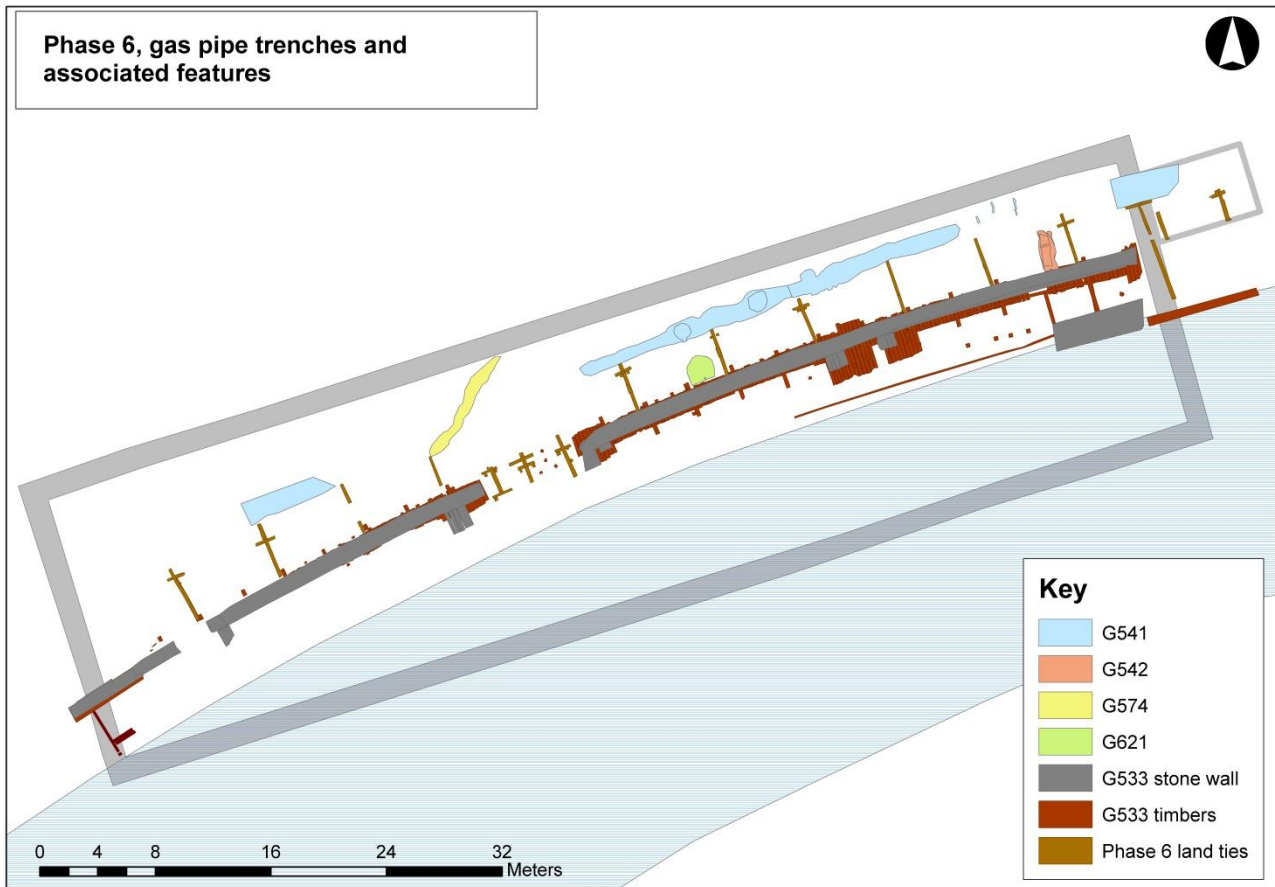 Phase 6, gas pipe trenches and
associated features
Key
G541
G542
G574
G621
G533 stone wall
G533 timbers
Phase 6 land ties
0 4 8 16 24 32
Meters